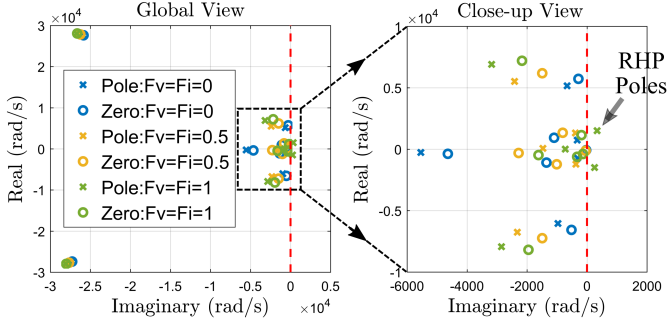 Global View
×10⁴
3
2
1
0
-1
-2
-3
Real (rad/s)
Pole:Fv=Fi=0
Zero:Fv=Fi=0
Pole:Fv=Fi=0.5
Zero:Fv=Fi=0.5
Pole:Fv=Fi=1
Zero:Fv=Fi=1
-3 -2.5 -2 -1.5 -1 -0.5 0 0.5
Imaginary (rad/s) ×10⁴
Close-up View
×10⁴
1
0.5
0
-0.5
-1
Real (rad/s)
RHP
Poles
-6000 -4000 -2000 0 2000
Imaginary (rad/s)